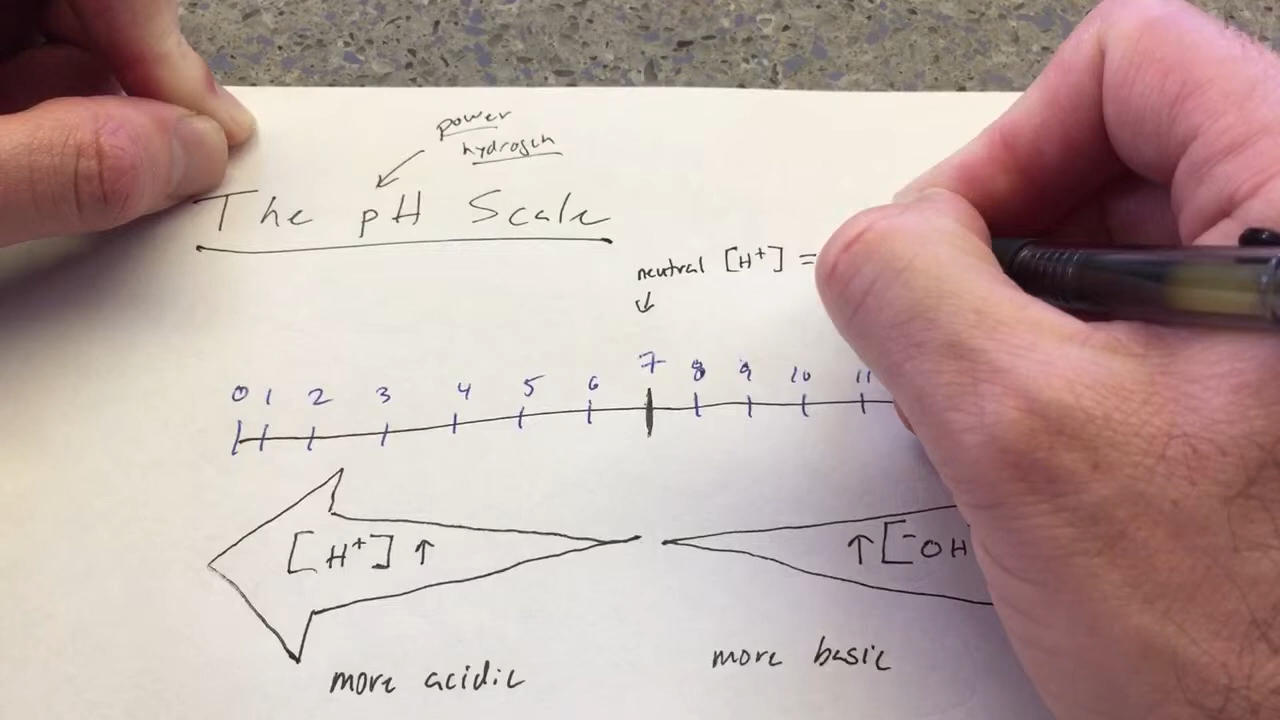 power
hydrogen
The pH Scale
neutral [H+] =
0 1 2 3 4 5 6 7 8 9 10 11
[H+] ↑
↑ [⁻OH
more acidic
more basic